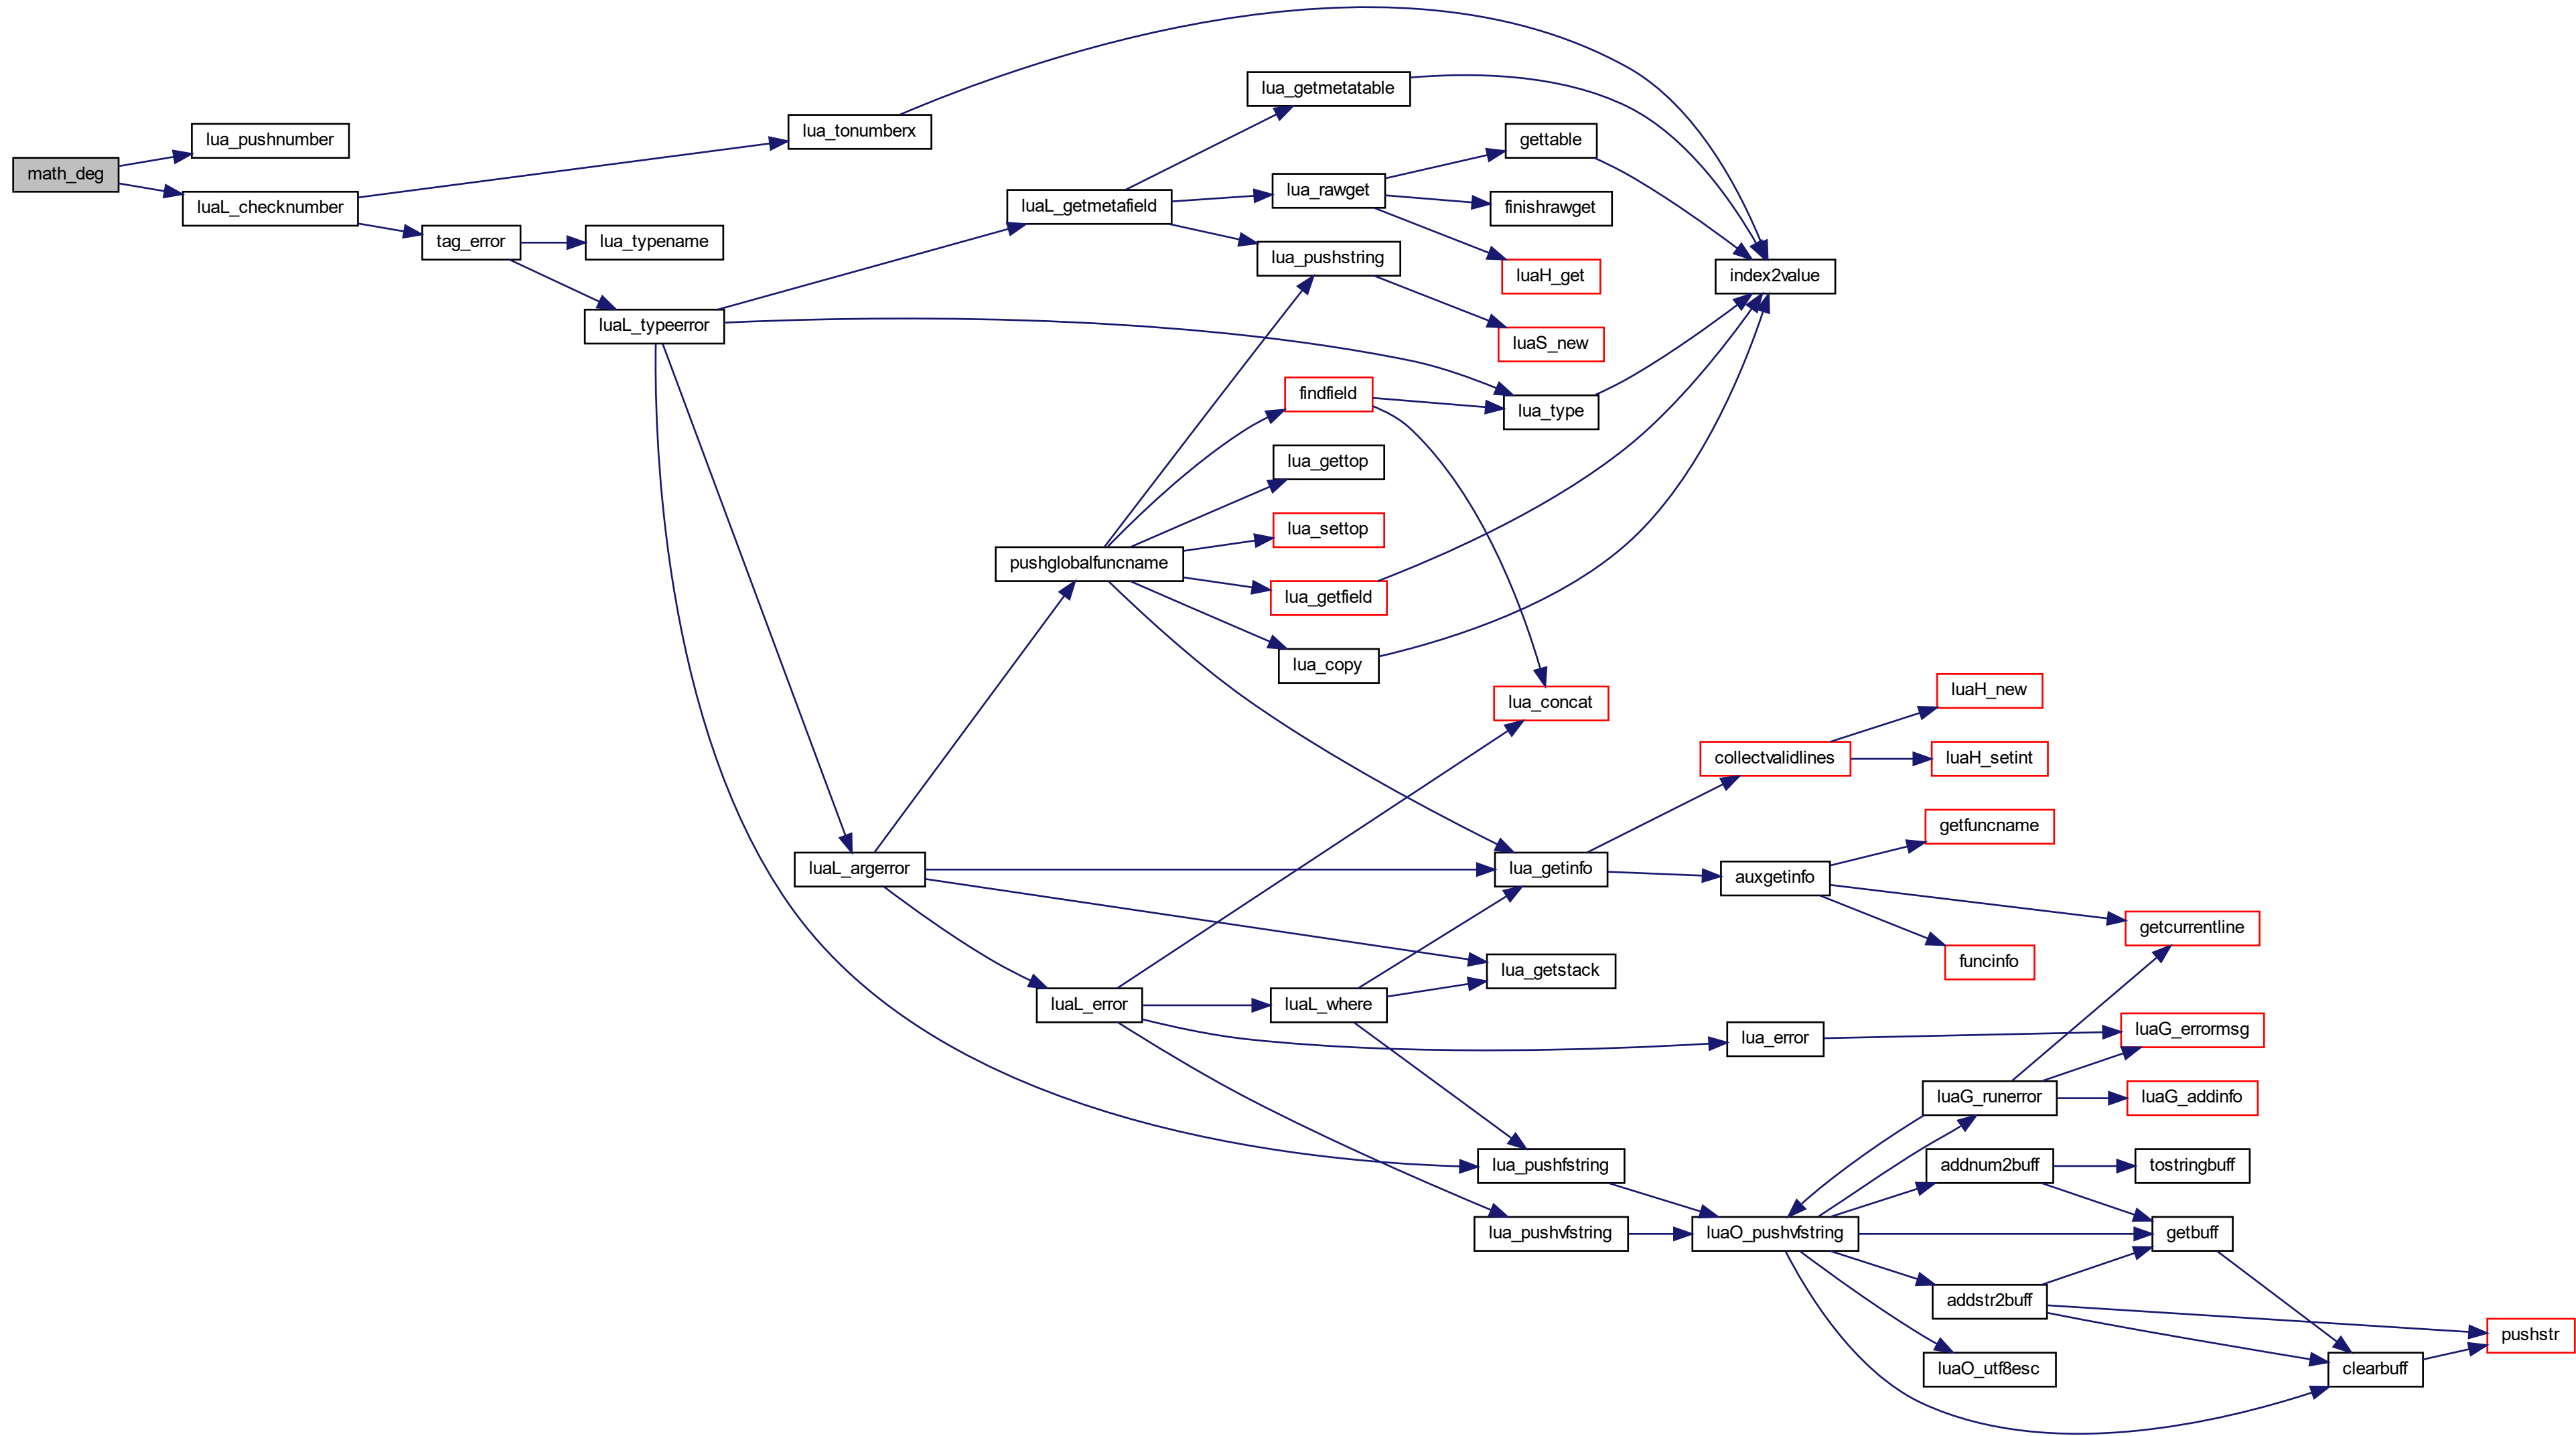 math_deg
lua_pushnumber
luaL_checknumber
tag_error
lua_typename
luaL_typeerror
lua_tonumberx
luaL_argerror
luaL_getmetafield
pushglobalfuncname
luaL_error
lua_getmetatable
lua_rawget
lua_pushstring
findfield
lua_gettop
lua_settop
lua_getfield
lua_copy
luaL_where
gettable
finishrawget
luaH_get
luaS_new
lua_type
lua_concat
lua_getinfo
lua_getstack
lua_pushfstring
lua_pushvfstring
index2value
collectvalidlines
auxgetinfo
lua_error
luaO_pushvfstring
luaH_new
luaH_setint
getfuncname
funcinfo
luaG_runerror
addnum2buff
addstr2buff
luaO_utf8esc
getcurrentline
luaG_errormsg
luaG_addinfo
tostringbuff
getbuff
clearbuff
pushstr